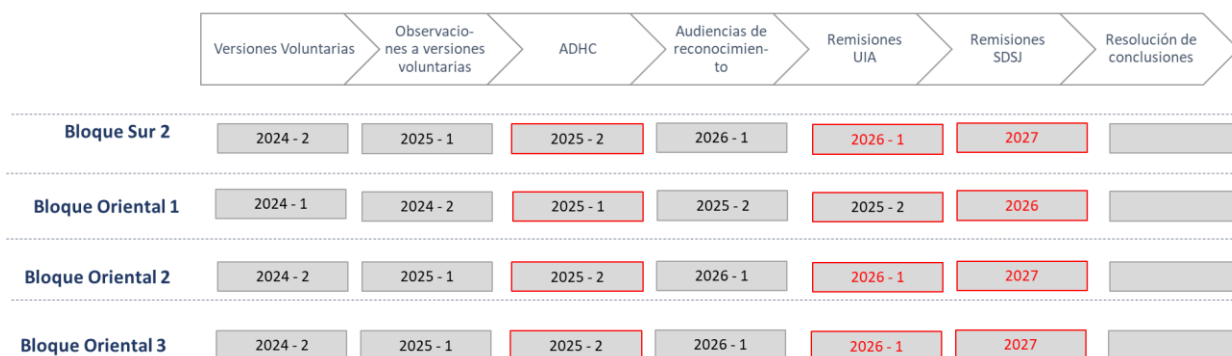 Versiones Voluntarias
Observacio-
nes a versiones
voluntarias
ADHC
Audiencias de
reconocimien-
to
Remisiones
UIA
Remisiones
SDSJ
Resolución de
conclusiones
Bloque Sur 2
2024 - 2
2025 - 1
2025 - 2
2026 - 1
2026 - 1
2027
Bloque Oriental 1
2024 - 1
2024 - 2
2025 - 1
2025 - 2
2025 - 2
2026
Bloque Oriental 2
2024 - 2
2025 - 1
2025 - 2
2026 - 1
2026 - 1
2027
Bloque Oriental 3
2024 - 2
2025 - 1
2025 - 2
2026 - 1
2026 - 1
2027